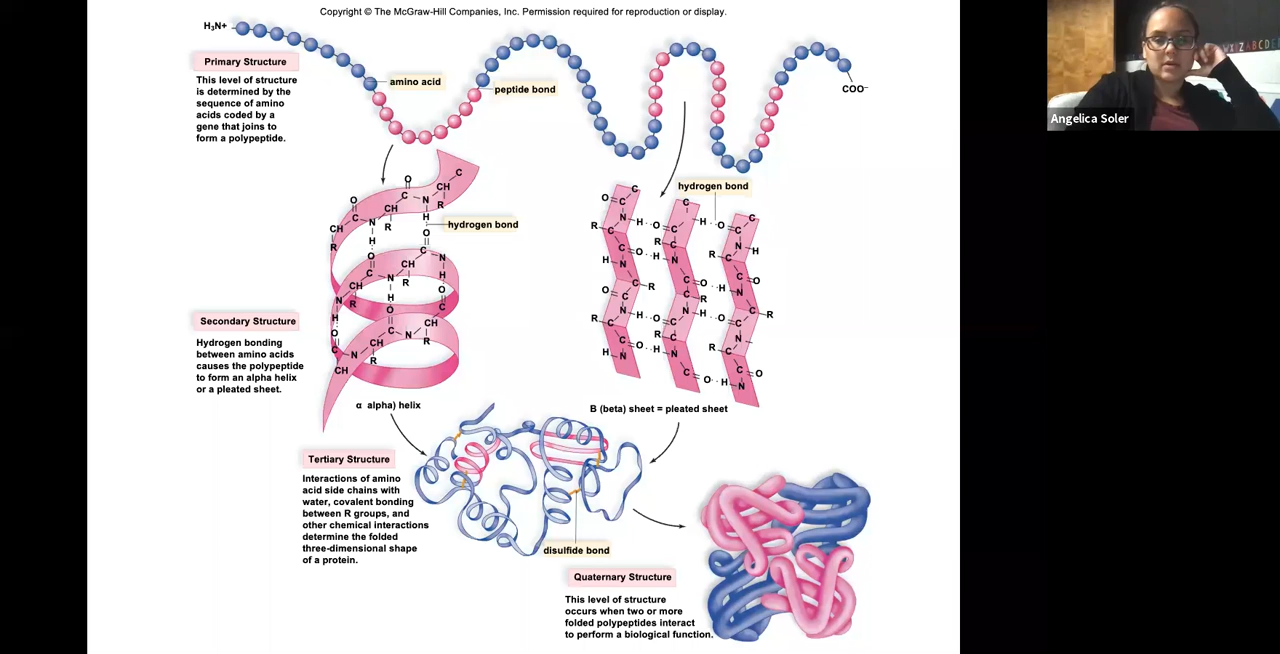 Copyright © The McGraw-Hill Companies, Inc. Permission required for reproduction or display.
H₃N+
Primary Structure
This level of structure
is determined by the
sequence of amino
acids coded by a
gene that joins to
form a polypeptide.
amino acid
peptide bond
COO⁻
Angelica Soler
hydrogen bond
hydrogen bond
Secondary Structure
Hydrogen bonding
between amino acids
causes the polypeptide
to form an alpha helix
or a pleated sheet.
α alpha) helix
B (beta) sheet = pleated sheet
Tertiary Structure
Interactions of amino
acid side chains with
water, covalent bonding
between R groups, and
other chemical interactions
determine the folded
three-dimensional shape
of a protein.
disulfide bond
Quaternary Structure
This level of structure
occurs when two or more
folded polypeptides interact
to perform a biological function.